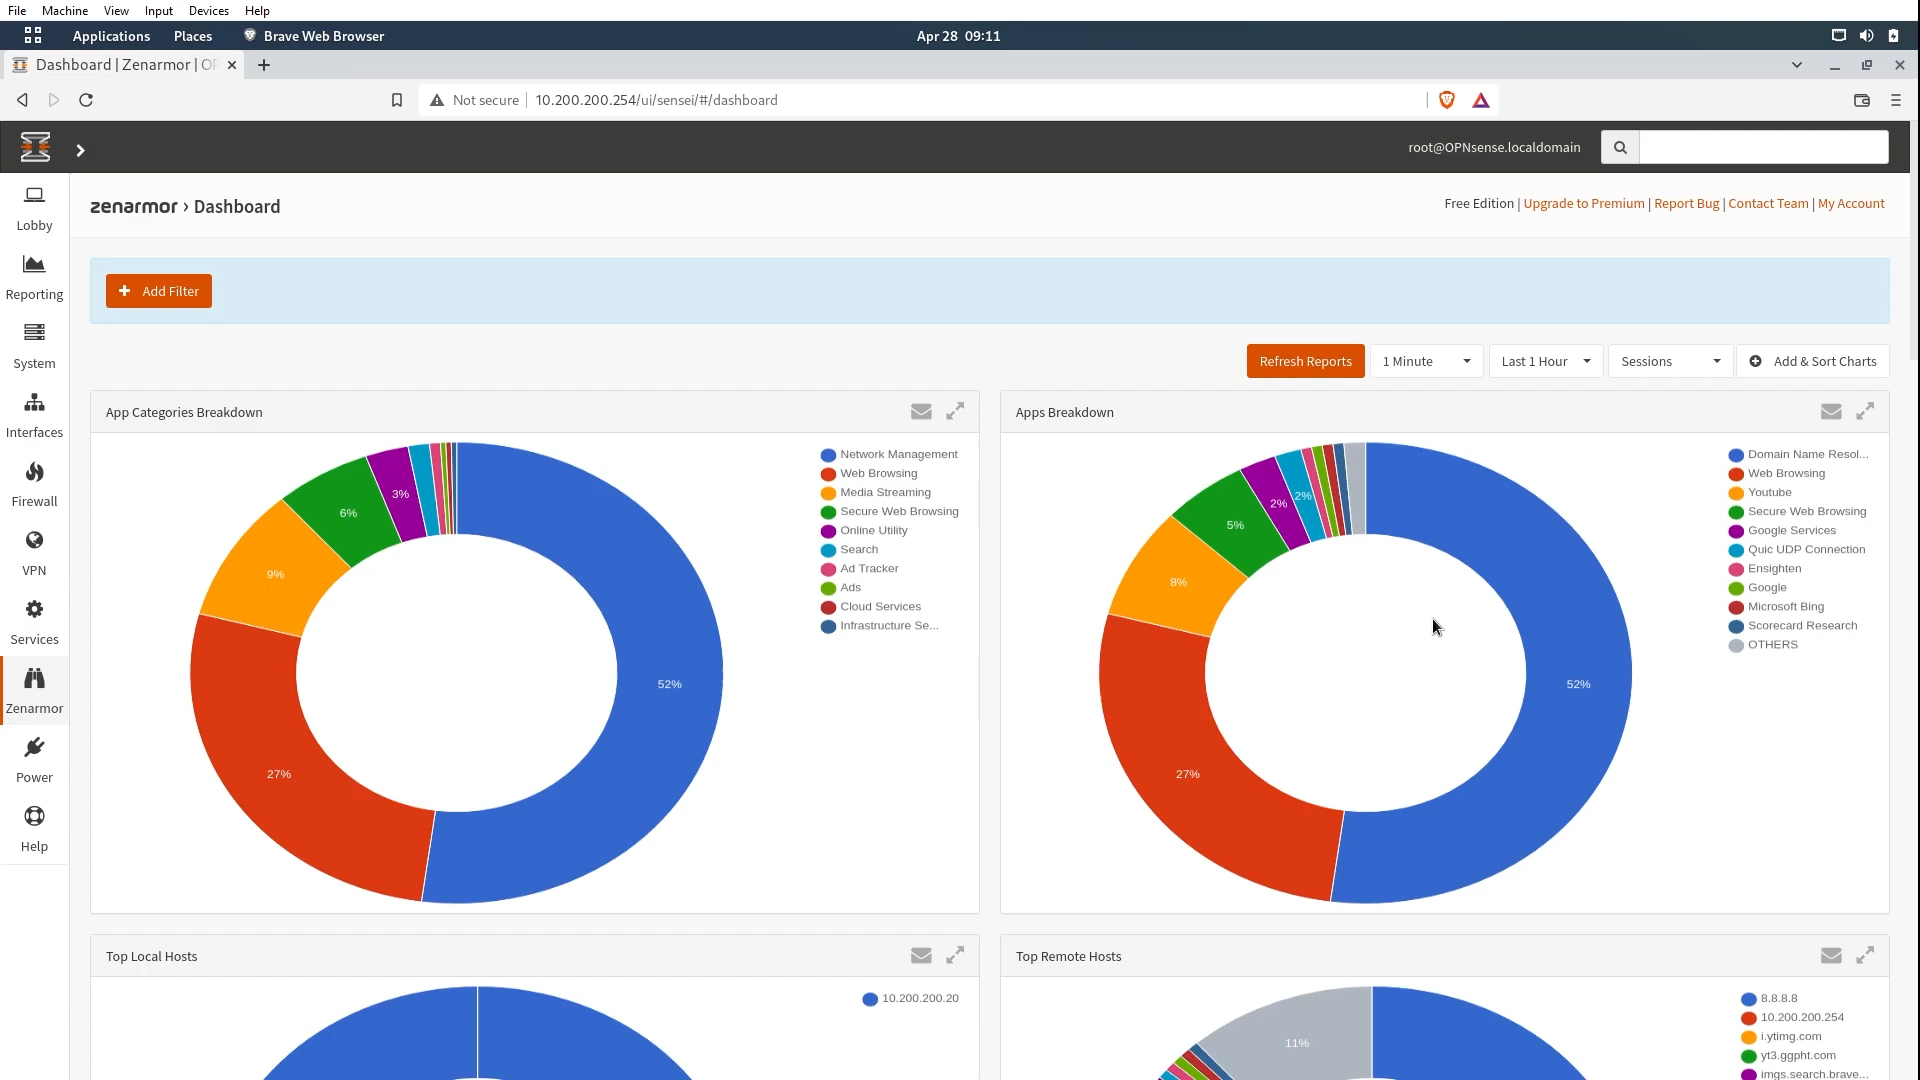 File Machine View Input Devices Help
Applications Places Brave Web Browser Apr 28 09:11
Dashboard | Zenarmor | OP
Not secure 10.200.200.254/ui/sensei/#/dashboard
root@OPNsense.localdomain
Lobby
Reporting
System
Interfaces
Firewall
VPN
Services
Zenarmor
Power
Help
zenarmor › Dashboard
Free Edition | Upgrade to Premium | Report Bug | Contact Team | My Account
+ Add Filter
Refresh Reports 1 Minute Last 1 Hour Sessions Add & Sort Charts
App Categories Breakdown
3%
6%
9%
52%
27%
Network Management
Web Browsing
Media Streaming
Secure Web Browsing
Online Utility
Search
Ad Tracker
Ads
Cloud Services
Infrastructure Se...
Apps Breakdown
2%
2%
5%
8%
52%
27%
Domain Name Resol...
Web Browsing
Youtube
Secure Web Browsing
Google Services
Quic UDP Connection
Ensighten
Google
Microsoft Bing
Scorecard Research
OTHERS
Top Local Hosts
10.200.200.20
Top Remote Hosts
11%
8.8.8.8
10.200.200.254
i.ytimg.com
yt3.ggpht.com
imgs.search.brave...